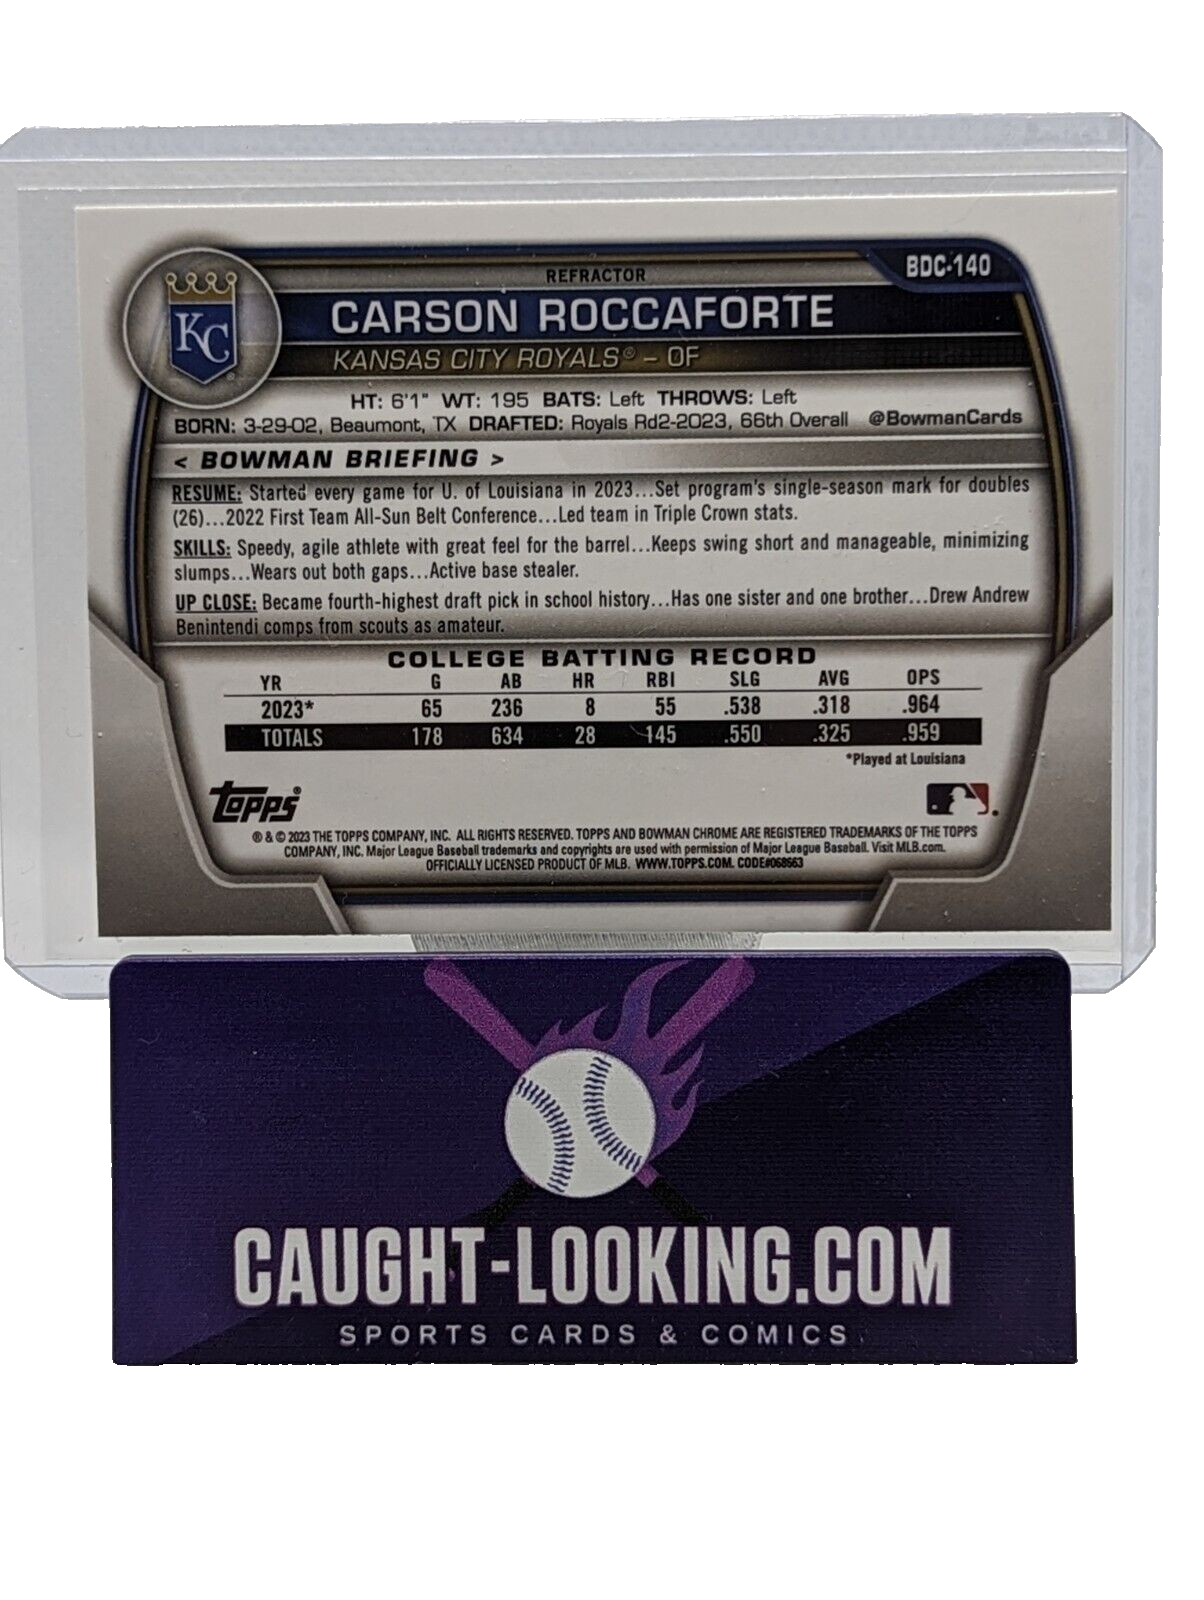 REFRACTOR
BDC-140
KC
CARSON ROCCAFORTE
KANSAS CITY ROYALS® – OF
HT: 6'1" WT: 195 BATS: Left THROWS: Left
BORN: 3-29-02, Beaumont, TX DRAFTED: Royals Rd2-2023, 66th Overall @BowmanCards
< BOWMAN BRIEFING >
RESUME: Started every game for U. of Louisiana in 2023...Set program's single-season mark for doubles
(26)...2022 First Team All-Sun Belt Conference...Led team in Triple Crown stats.
SKILLS: Speedy, agile athlete with great feel for the barrel...Keeps swing short and manageable, minimizing
slumps...Wears out both gaps...Active base stealer.
UP CLOSE: Became fourth-highest draft pick in school history...Has one sister and one brother...Drew Andrew
Benintendi comps from scouts as amateur.
COLLEGE BATTING RECORD
YR G AB HR RBI SLG AVG OPS
2023* 65 236 8 55 .538 .318 .964
TOTALS 178 634 28 145 .550 .325 .959
*Played at Louisiana
Topps®
® & © 2023 THE TOPPS COMPANY, INC. ALL RIGHTS RESERVED. TOPPS AND BOWMAN CHROME ARE REGISTERED TRADEMARKS OF THE TOPPS
COMPANY, INC. Major League Baseball trademarks and copyrights are used with permission of Major League Baseball. Visit MLB.com.
OFFICIALLY LICENSED PRODUCT OF MLB. WWW.TOPPS.COM. CODE#068563
CAUGHT-LOOKING.COM
SPORTS CARDS & COMICS